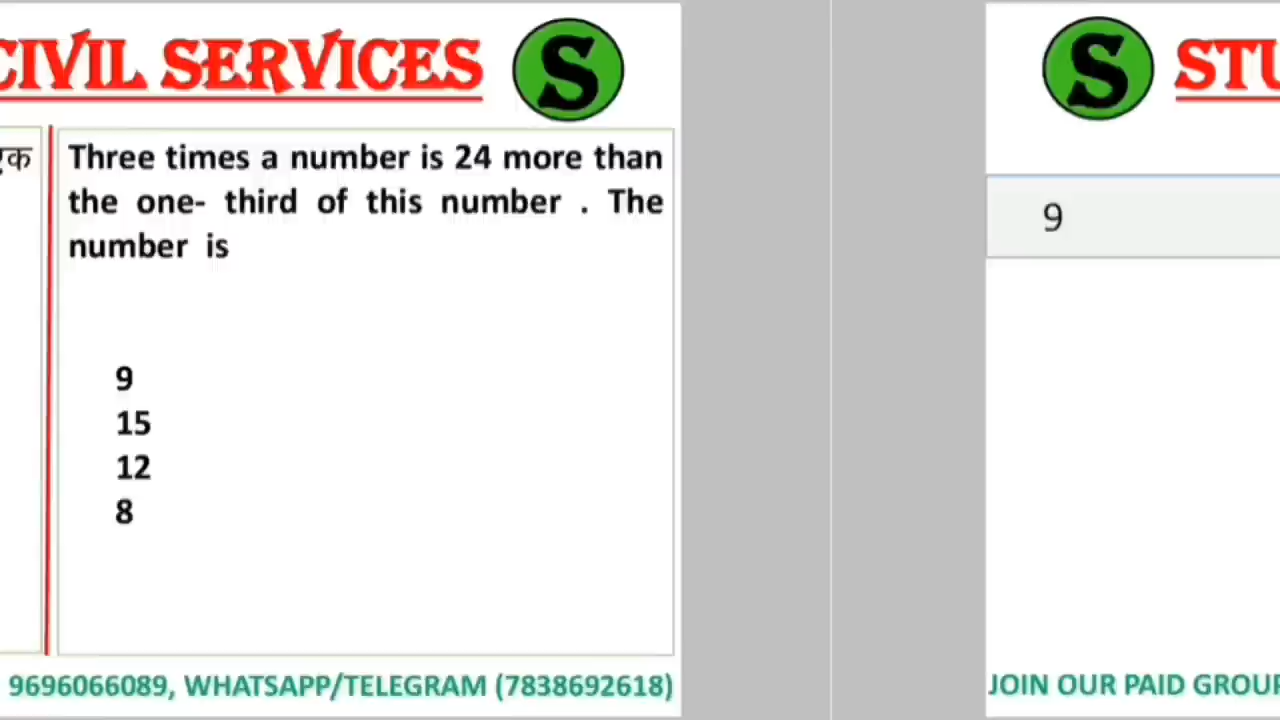 CIVIL SERVICES S
एक
Three times a number is 24 more than
the one- third of this number . The
number is
9
15
12
8
9696066089, WHATSAPP/TELEGRAM (7838692618)
S STU
9
JOIN OUR PAID GROUP